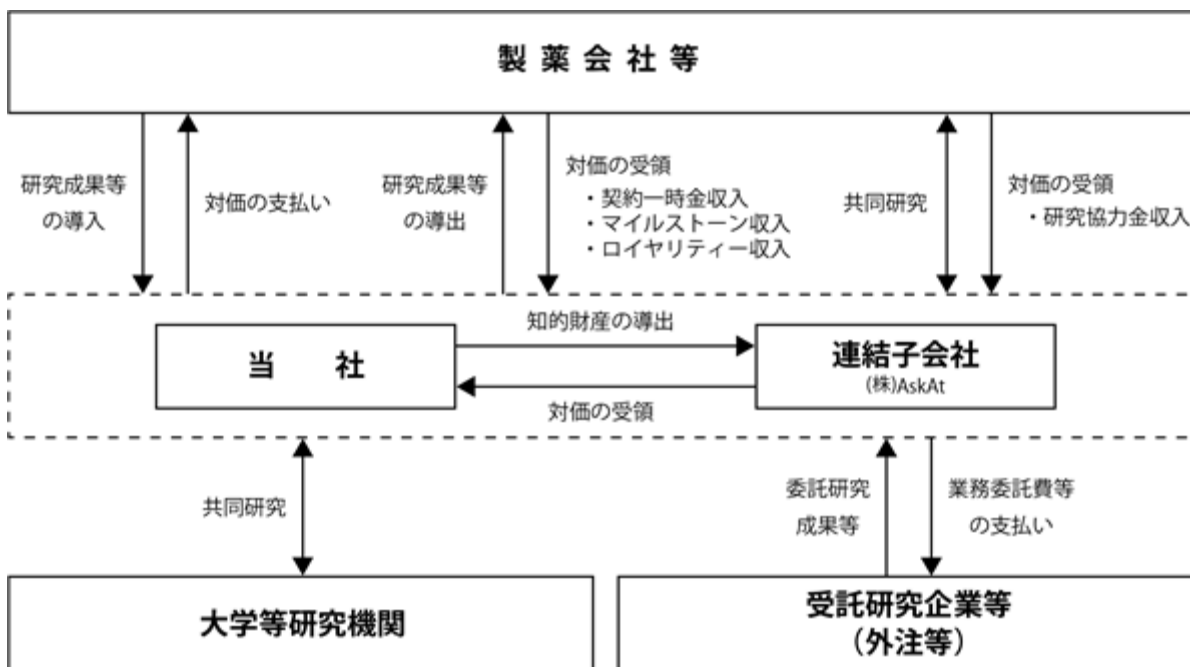 製薬会社等
研究成果等
の導入
対価の支払い
研究成果等
の導出
対価の受領
・契約一時金収入
・マイルストーン収入
・ロイヤリティー収入
共同研究
対価の受領
・研究協力金収入
知的財産の導出
当 社
連結子会社
(株)AskAt
対価の受領
共同研究
委託研究
成果等
業務委託費等
の支払い
大学等研究機関
受託研究企業等
(外注等)